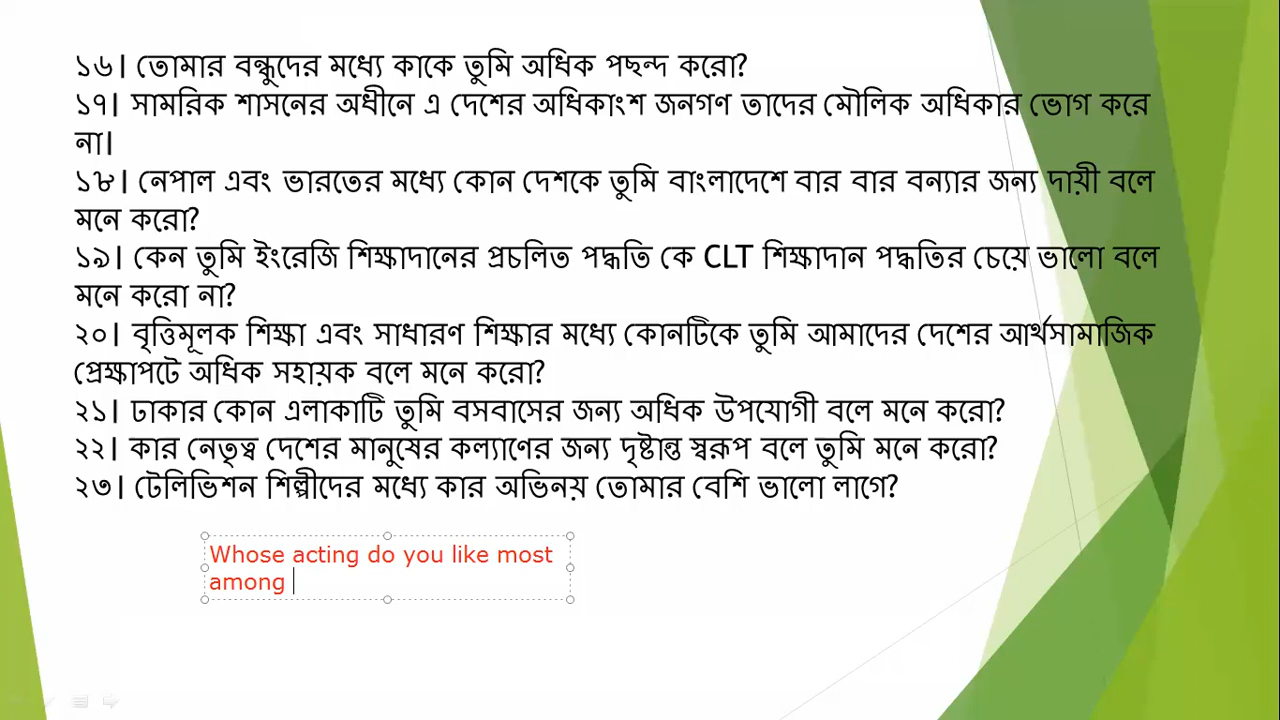 ১৬। তোমার বন্ধুদের মধ্যে কাকে তুমি অধিক পছন্দ করো?
১৭। সামরিক শাসনের অধীনে এ দেশের অধিকাংশ জনগণ তাদের মৌলিক অধিকার ভোগ করে
না।
১৮। নেপাল এবং ভারতের মধ্যে কোন দেশকে তুমি বাংলাদেশে বার বার বন্যার জন্য দায়ী বলে
মনে করো?
১৯। কেন তুমি ইংরেজি শিক্ষাদানের প্রচলিত পদ্ধতি কে CLT শিক্ষাদান পদ্ধতির চেয়ে ভালো বলে
মনে করো না?
২০। বৃত্তিমূলক শিক্ষা এবং সাধারণ শিক্ষার মধ্যে কোনটিকে তুমি আমাদের দেশের আর্থসামাজিক
প্রেক্ষাপটে অধিক সহায়ক বলে মনে করো?
২১। ঢাকার কোন এলাকাটি তুমি বসবাসের জন্য অধিক উপযোগী বলে মনে করো?
২২। কার নেতৃত্ব দেশের মানুষের কল্যাণের জন্য দৃষ্টান্ত স্বরূপ বলে তুমি মনে করো?
২৩। টেলিভিশন শিল্পীদের মধ্যে কার অভিনয় তোমার বেশি ভালো লাগে?
Whose acting do you like most
among